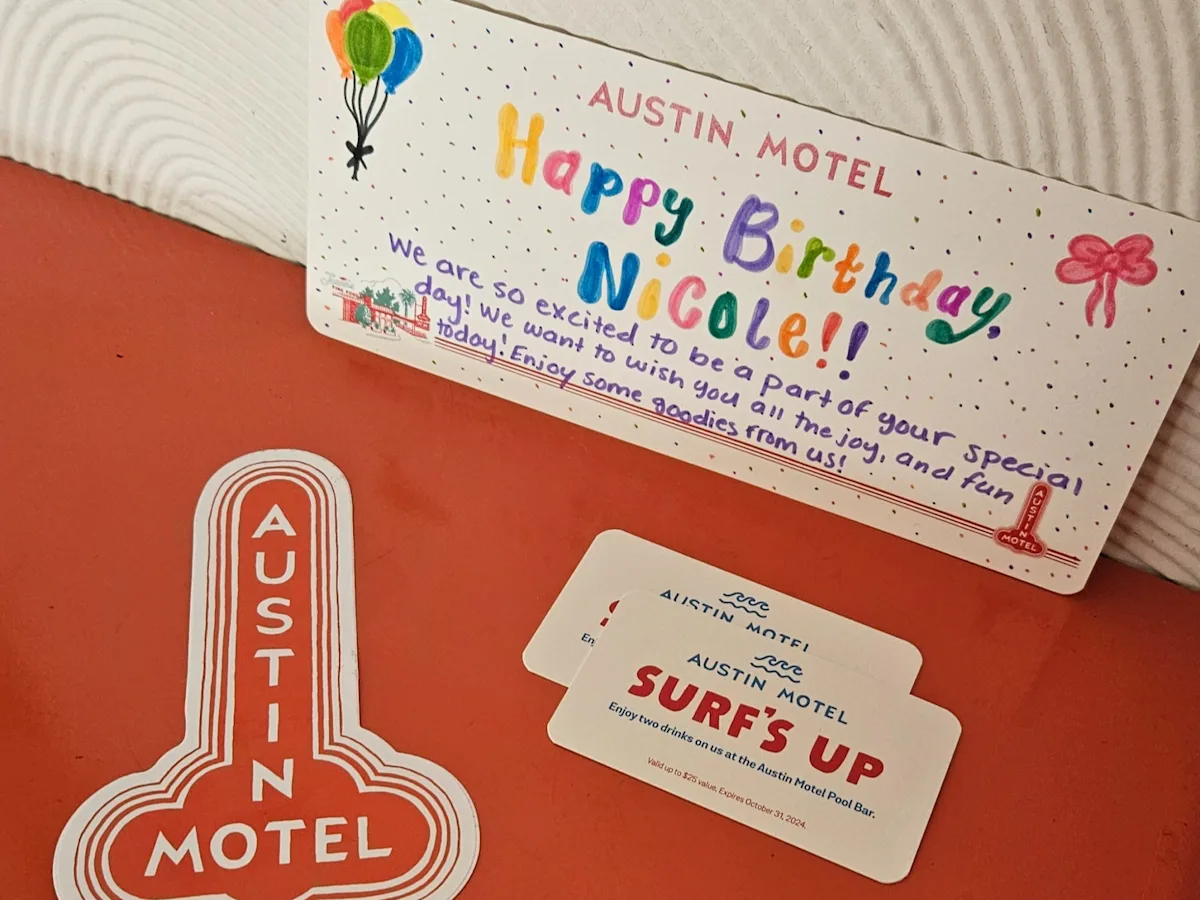 AUSTIN MOTEL
Happy Birthday,
Nicole!!
We are so excited to be a part of your special
day! We want to wish you all the joy, and fun
today! Enjoy some goodies from us!
AUSTIN
MOTEL
AUSTIN
MOTEL
AUSTIN MOTEL
S
En
AUSTIN MOTEL
SURF'S UP
Enjoy two drinks on us at the Austin Motel Pool Bar.
Valid up to $25 value, Expires October 31, 2024.